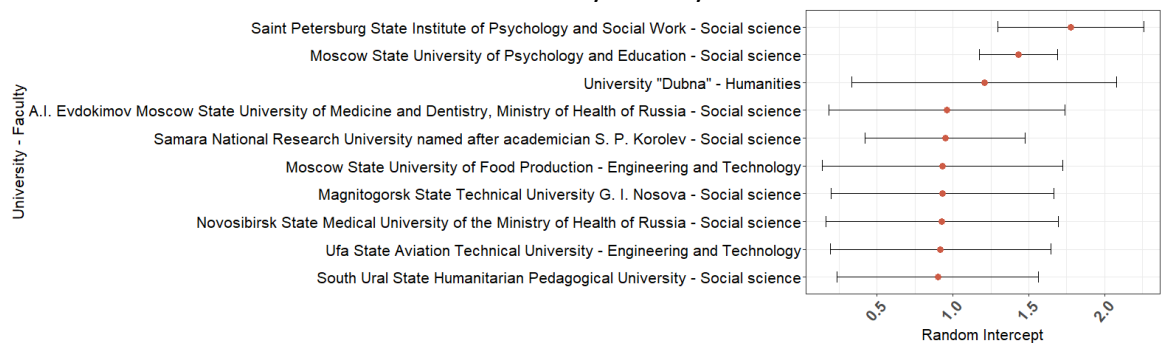 Saint Petersburg State Institute of Psychology and Social Work - Social science
Moscow State University of Psychology and Education - Social science
University "Dubna" - Humanities
A.I. Evdokimov Moscow State University of Medicine and Dentistry, Ministry of Health of Russia - Social science
Samara National Research University named after academician S. P. Korolev - Social science
Moscow State University of Food Production - Engineering and Technology
Magnitogorsk State Technical University G. I. Nosova - Social science
Novosibirsk State Medical University of the Ministry of Health of Russia - Social science
Ufa State Aviation Technical University - Engineering and Technology
South Ural State Humanitarian Pedagogical University - Social science
University - Faculty
0.5 1.0 1.5 2.0
Random Intercept